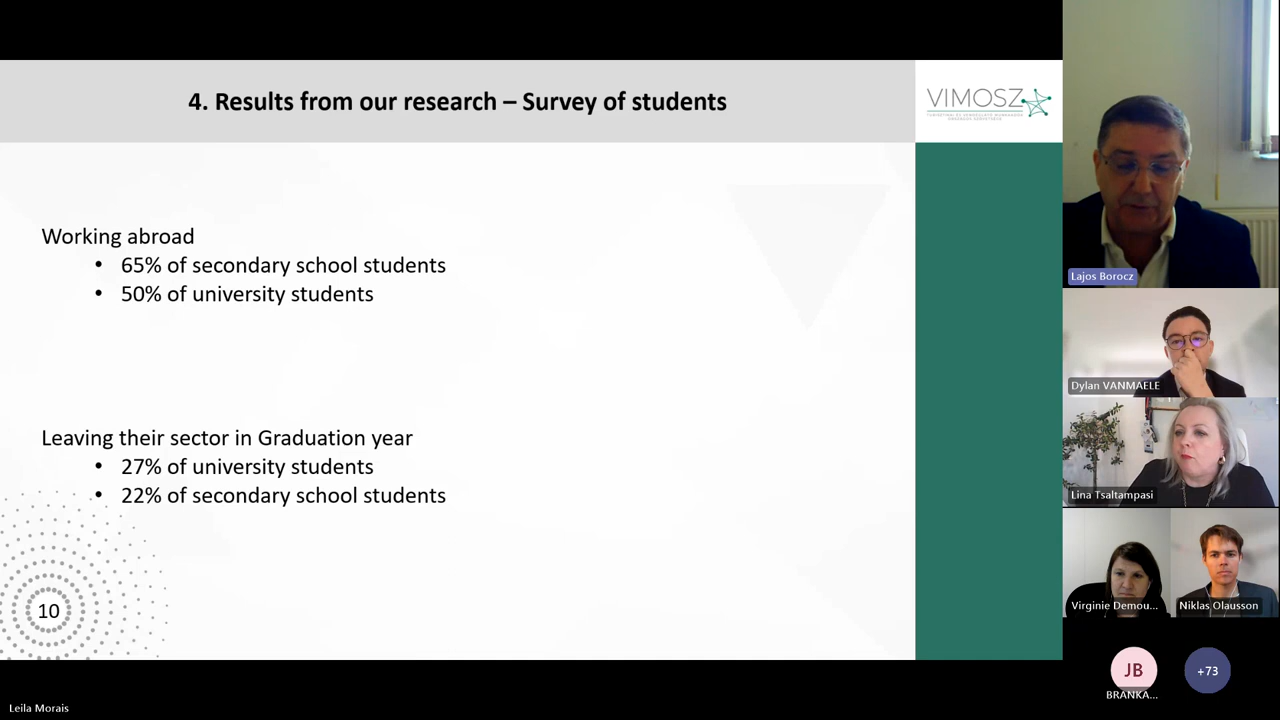 4. Results from our research – Survey of students
VIMOSZ
Working abroad
• 65% of secondary school students
• 50% of university students
Leaving their sector in Graduation year
• 27% of university students
• 22% of secondary school students
10
Lajos Borocz
Dylan VANMAELE
Lina Tsaltampasi
Virginie Demou...
Niklas Olausson
JB
+73
BRANKA...
Leila Morais